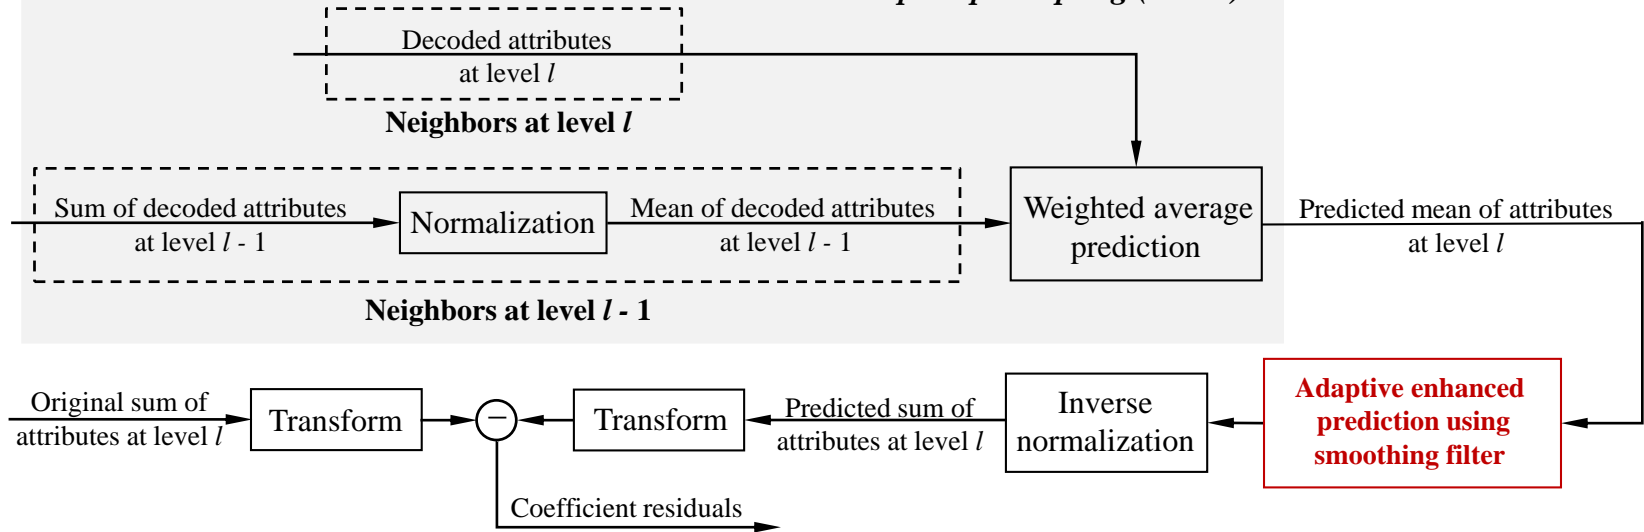 Decoded attributes
at level l
Neighbors at level l
Sum of decoded attributes
at level l - 1
Normalization
Mean of decoded attributes
at level l - 1
Weighted average
prediction
Predicted mean of attributes
at level l
Neighbors at level l - 1
Original sum of
attributes at level l
Transform
−
Transform
Predicted sum of
attributes at level l
Inverse
normalization
Adaptive enhanced
prediction using
smoothing filter
Coefficient residuals